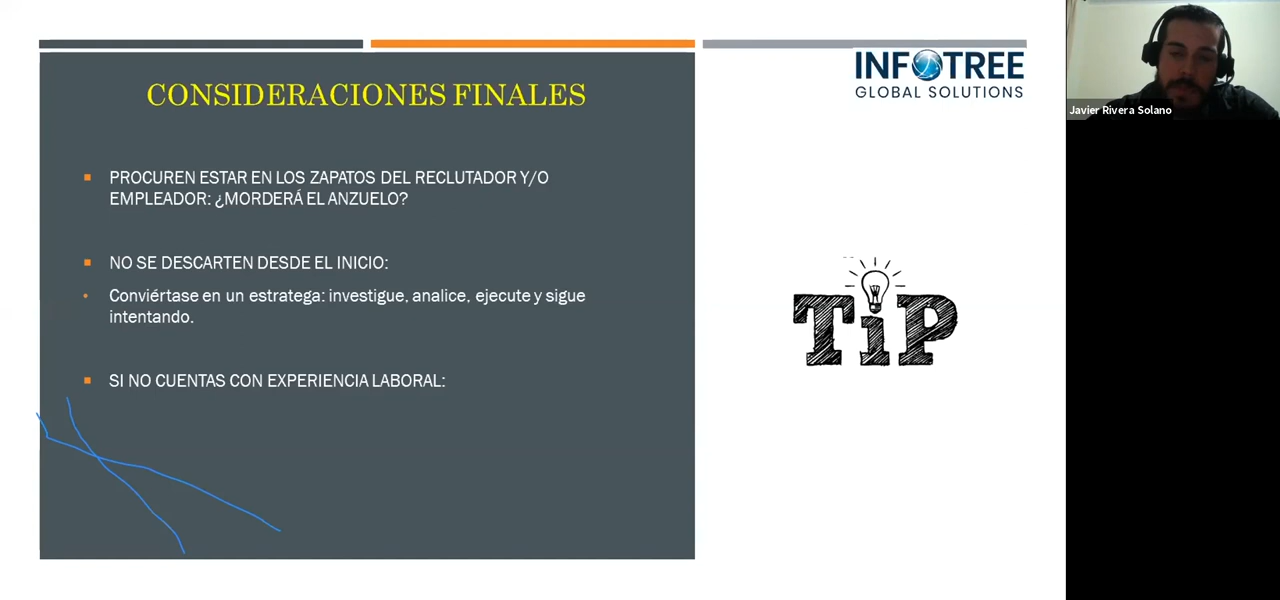 CONSIDERACIONES FINALES
PROCUREN ESTAR EN LOS ZAPATOS DEL RECLUTADOR Y/O
EMPLEADOR: ¿MORDERÁ EL ANZUELO?
NO SE DESCARTEN DESDE EL INICIO:
Conviértase en un estratega: investigue, analice, ejecute y sigue
intentando.
SI NO CUENTAS CON EXPERIENCIA LABORAL:
INFOTREE
GLOBAL SOLUTIONS
TiP
Javier Rivera Solano